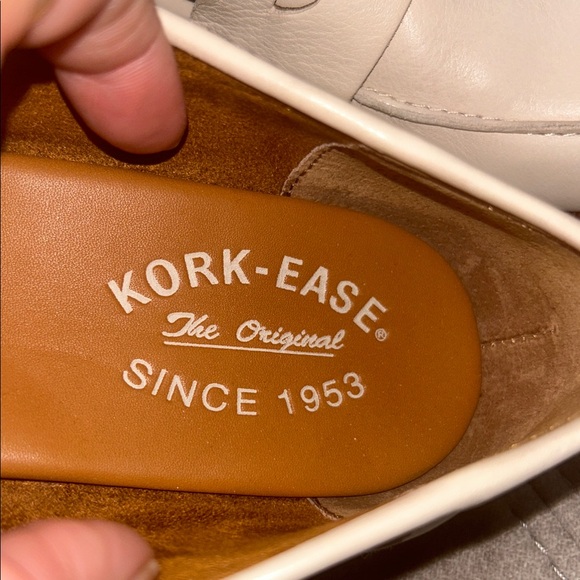 KORK-EASE®
The Original
SINCE 1953